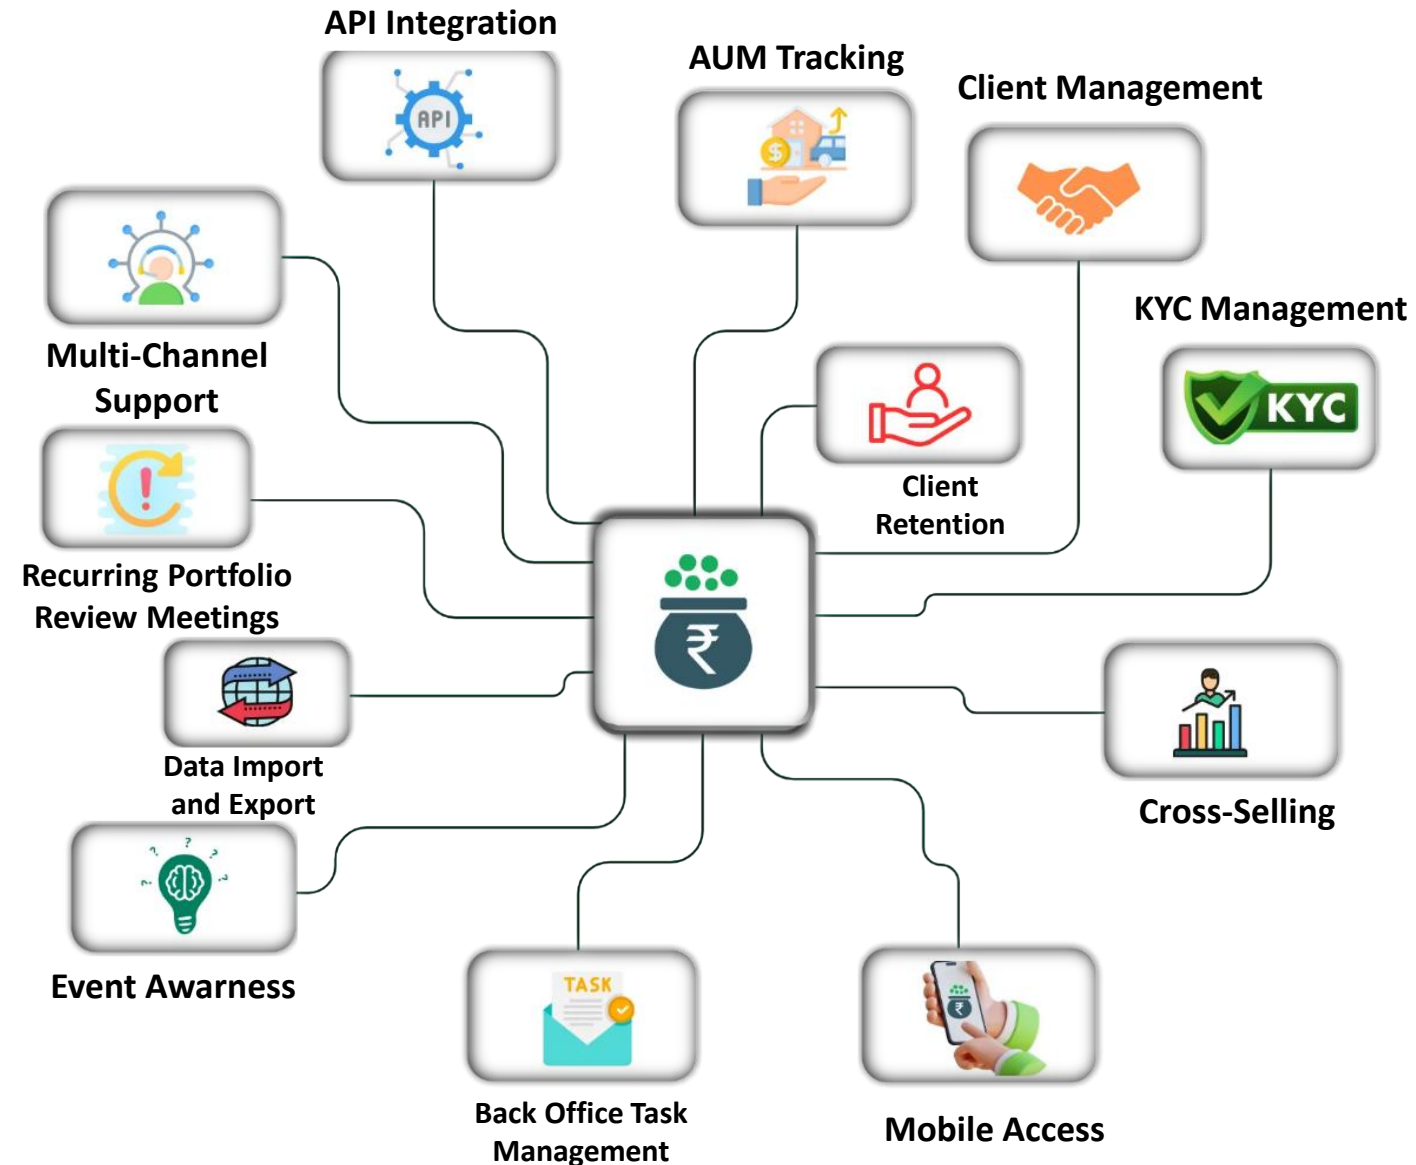 API Integration
API
AUM Tracking
$
Client Management
KYC Management
KYC
Multi-Channel
Support
Client
Retention
Recurring Portfolio
Review Meetings
!
₹
Data Import
and Export
Cross-Selling
? ? ? ? ?
Event Awarness
TASK
Back Office Task
Management
₹
Mobile Access